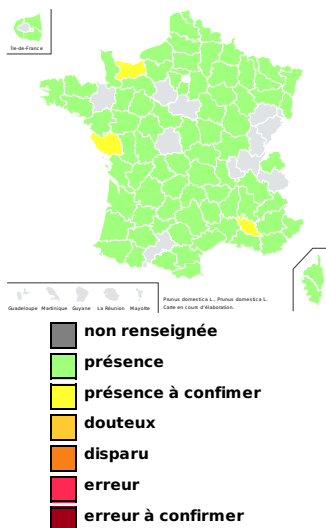 Île-de-France
Guadeloupe Martinique Guyane La Réunion Mayotte
Prunus domestica L., Prunus domestica L.
Carte en cours d'élaboration.
non renseignée
présence
présence à confimer
douteux
disparu
erreur
erreur à confirmer